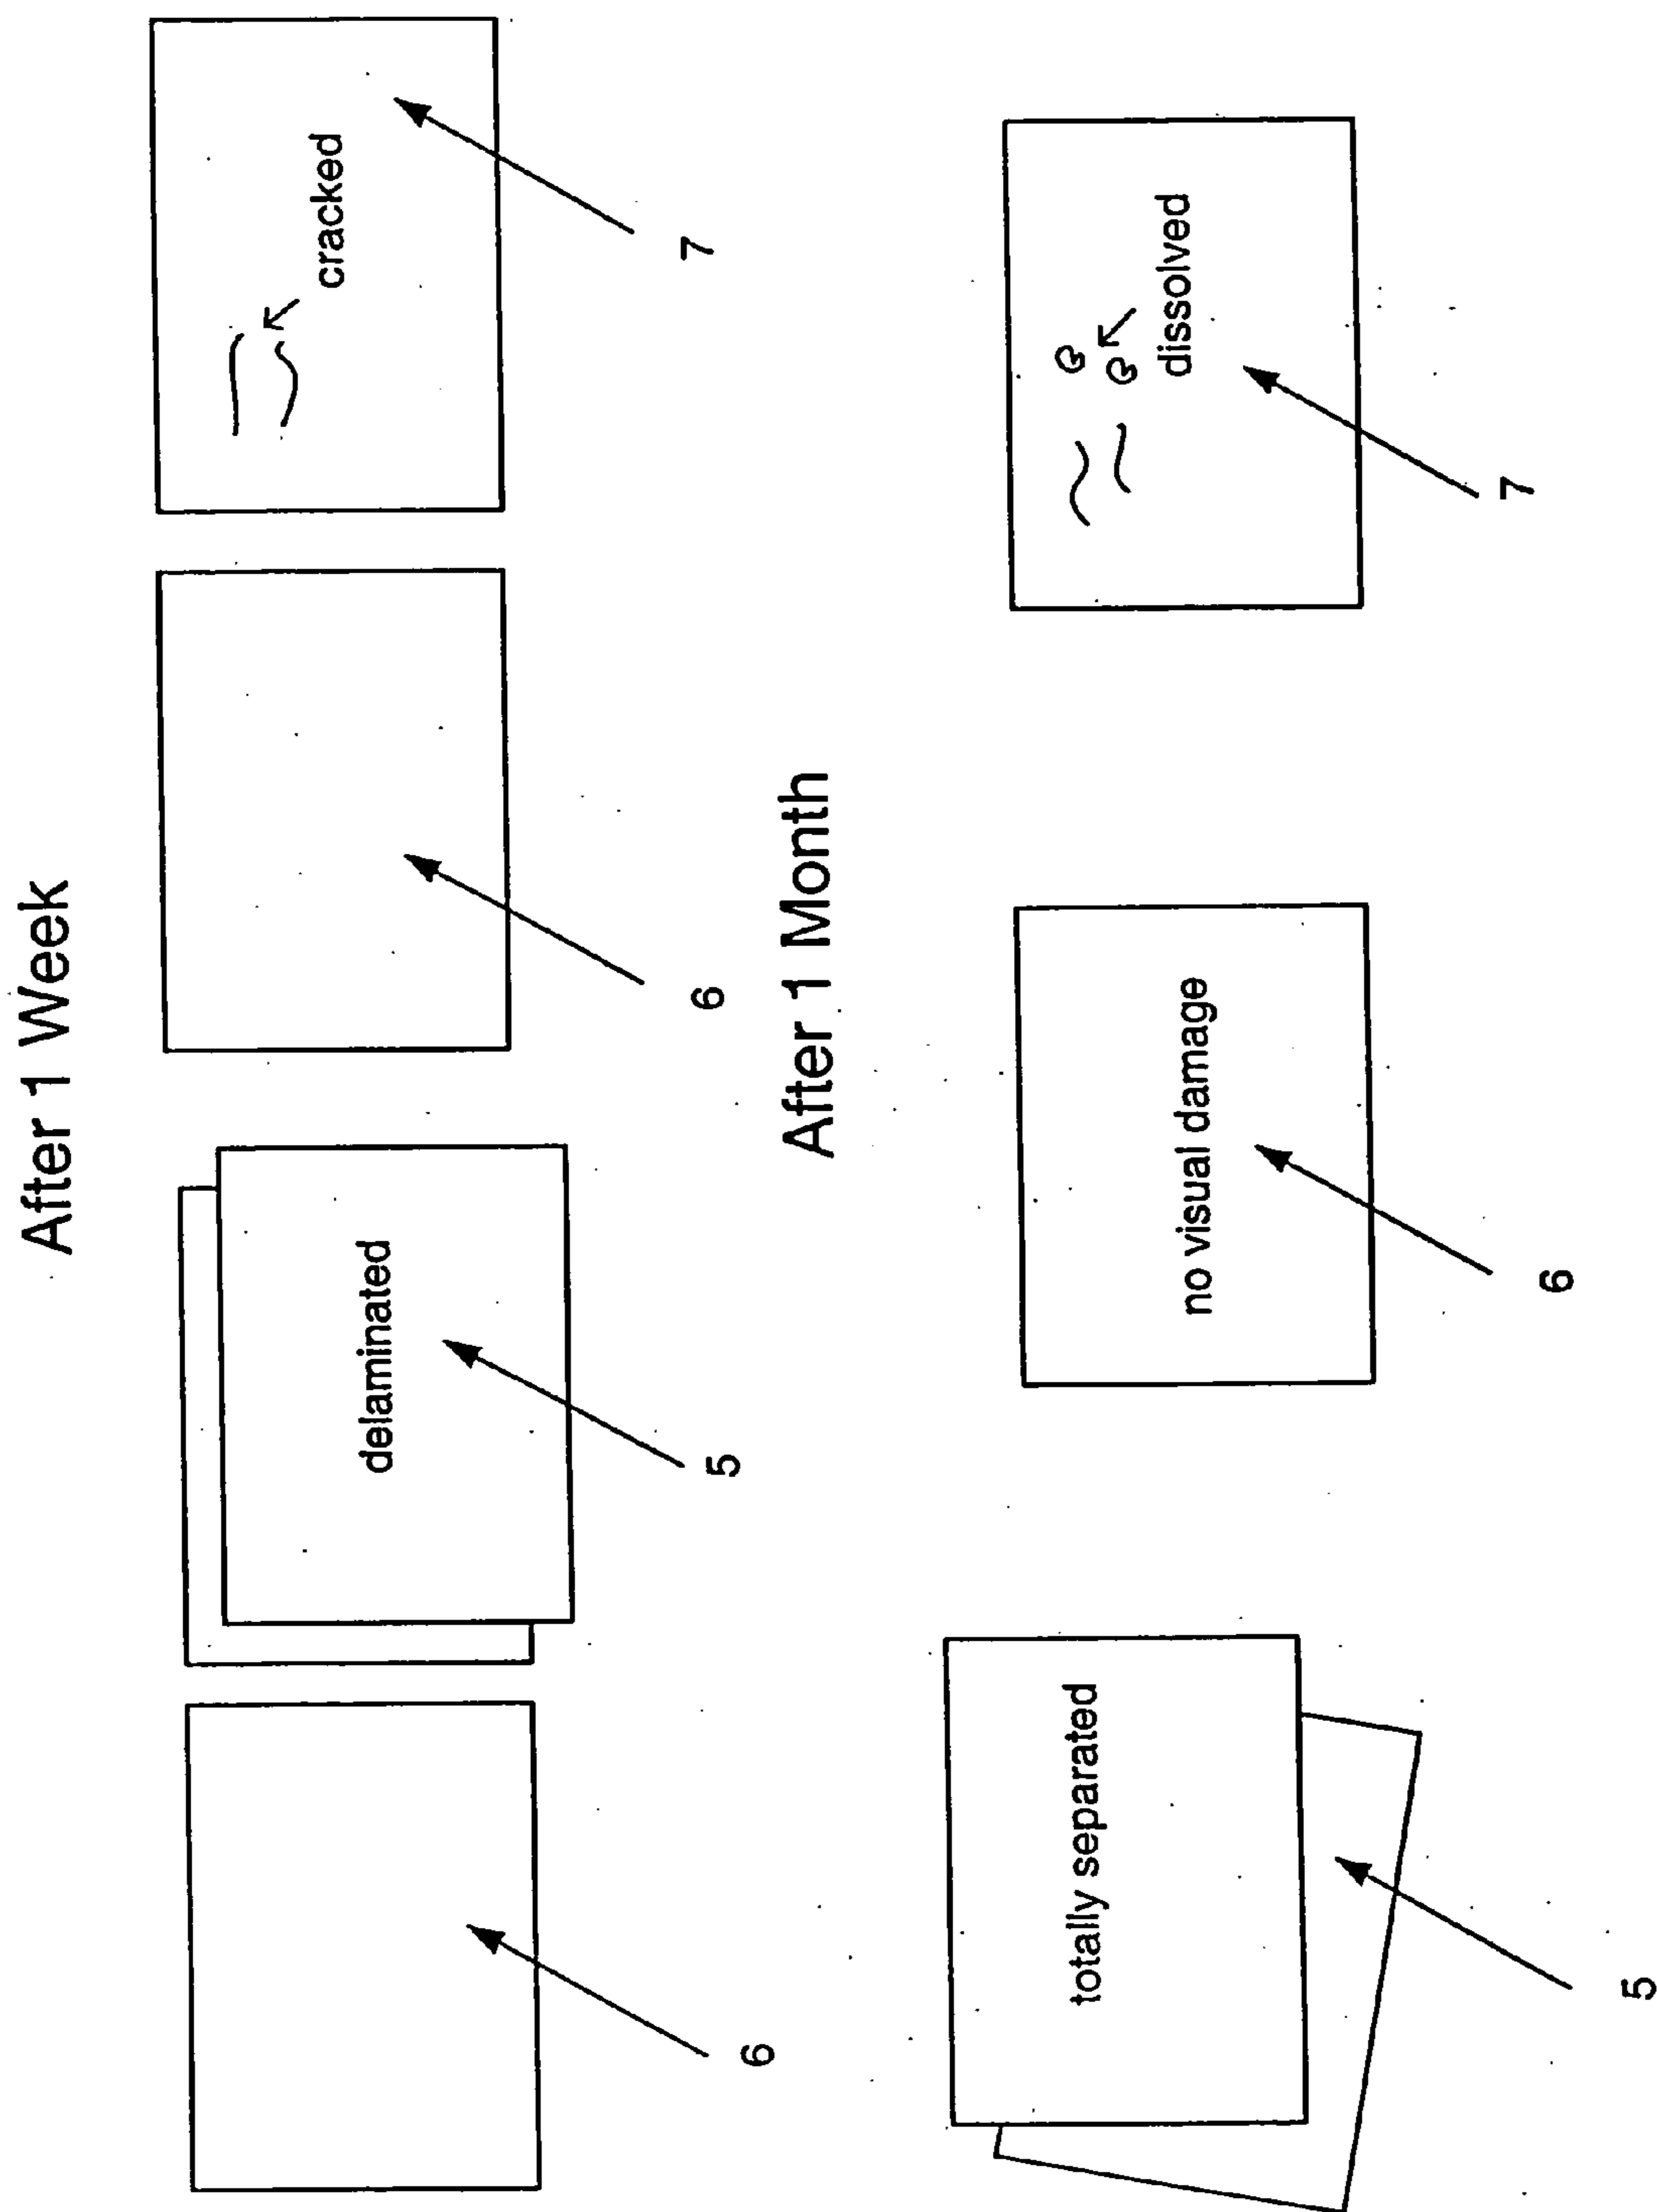 After 1 Week
delaminated
cracked
6
5
6
7
After 1 Month
totally separated
no visual damage
dissolved
5
6
7